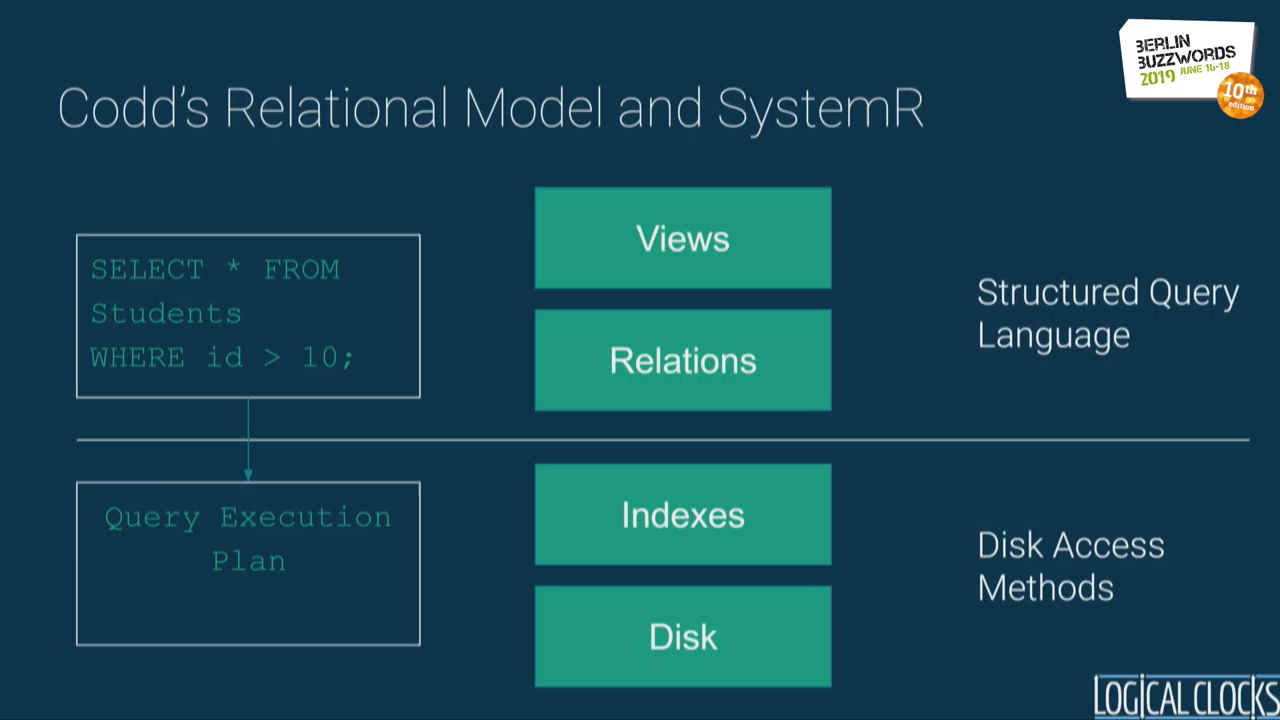 BERLIN
BUZZWORDS
2019 JUNE 16-18
10th
edition
Codd's Relational Model and SystemR
SELECT * FROM
Students
WHERE id > 10;
Views
Relations
Structured Query
Language
Query Execution
Plan
Indexes
Disk
Disk Access
Methods
LOGICAL CLOCKS